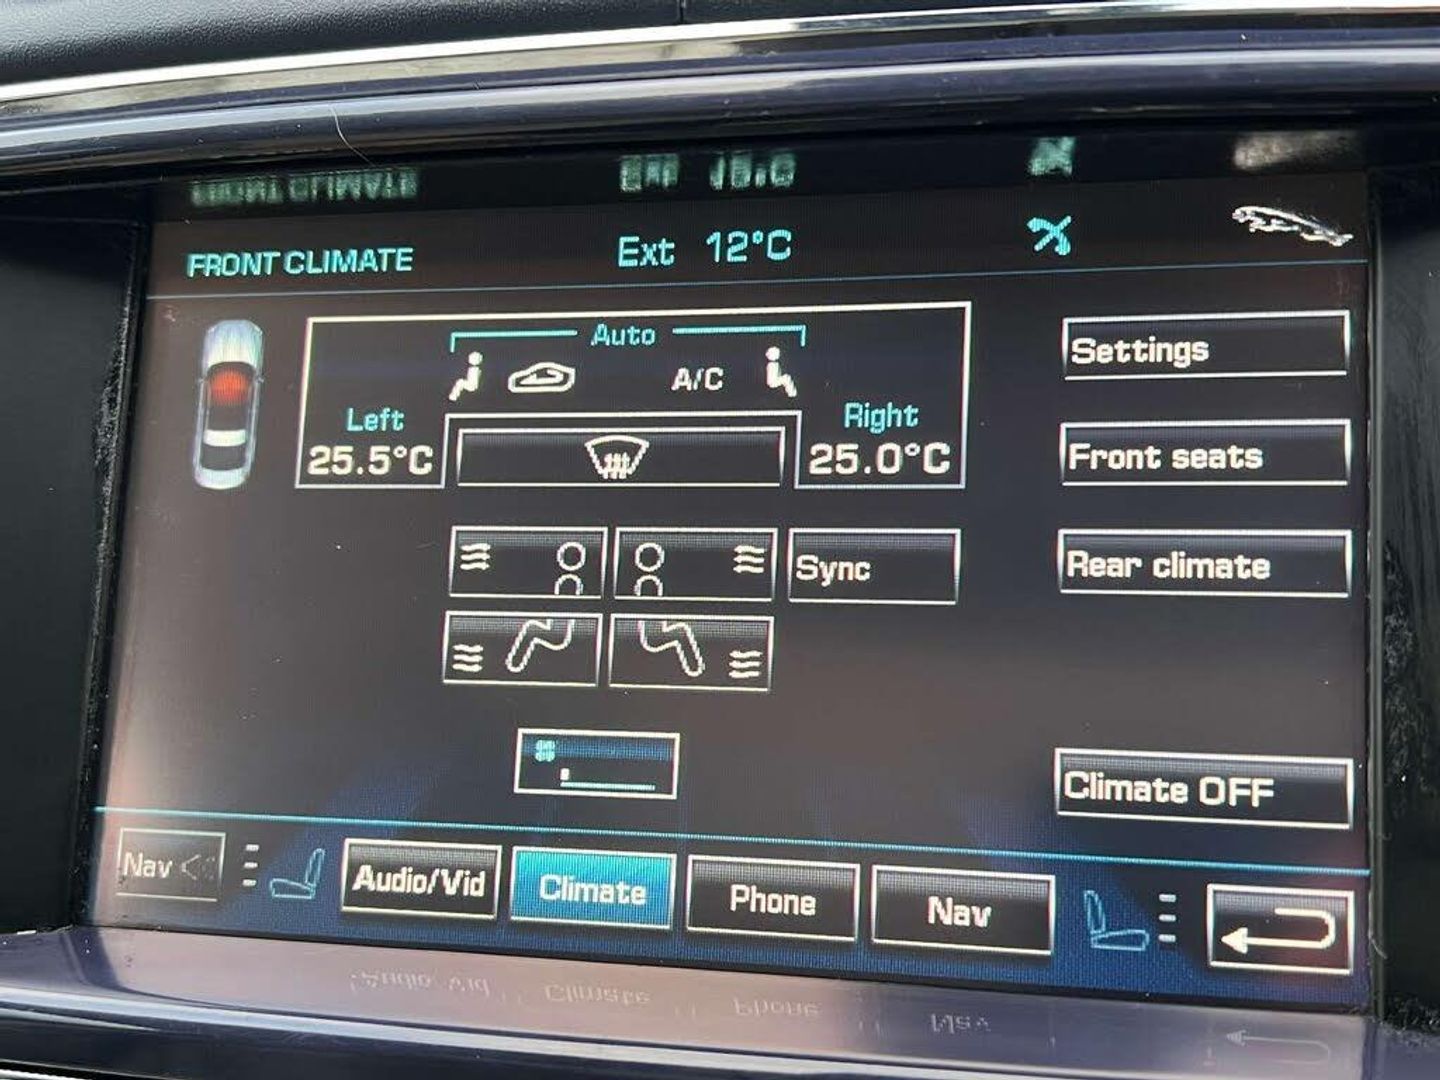 FRONT CLIMATE
Ext 12°C
Auto
A/C
Left
25.5°C
Right
25.0°C
Settings
Front seats
Sync
Rear climate
Climate OFF
Nav
Audio/Vid
Climate
Phone
Nav